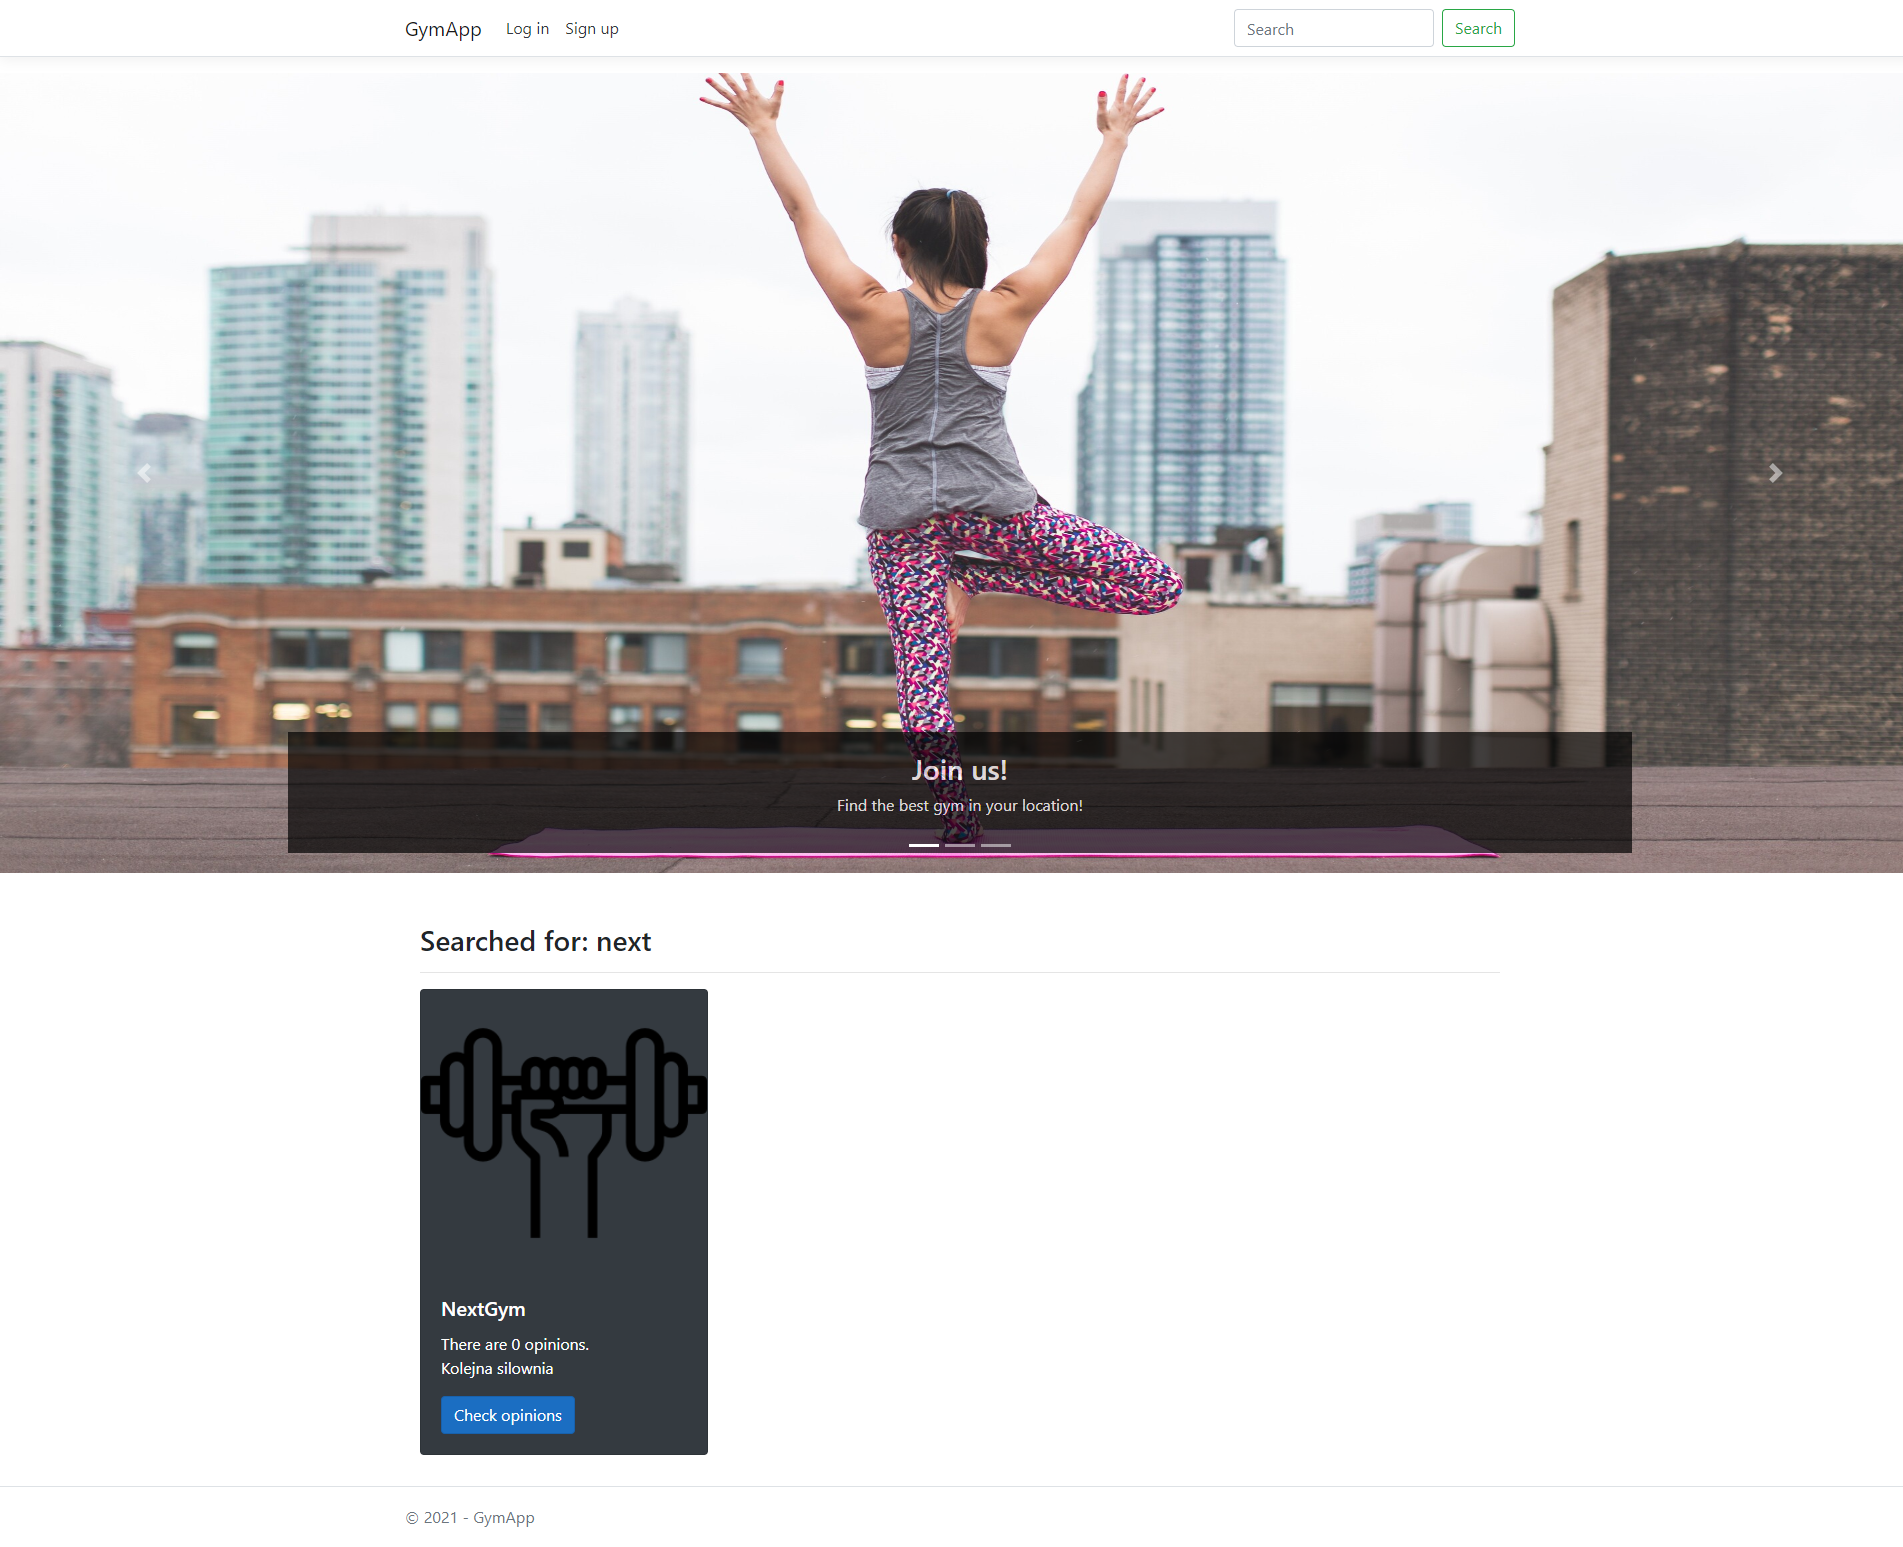 GymApp Log in Sign up Search Search
Join us!
Find the best gym in your location!
Searched for: next
NextGym
There are 0 opinions.
Kolejna silownia
Check opinions
© 2021 - GymApp